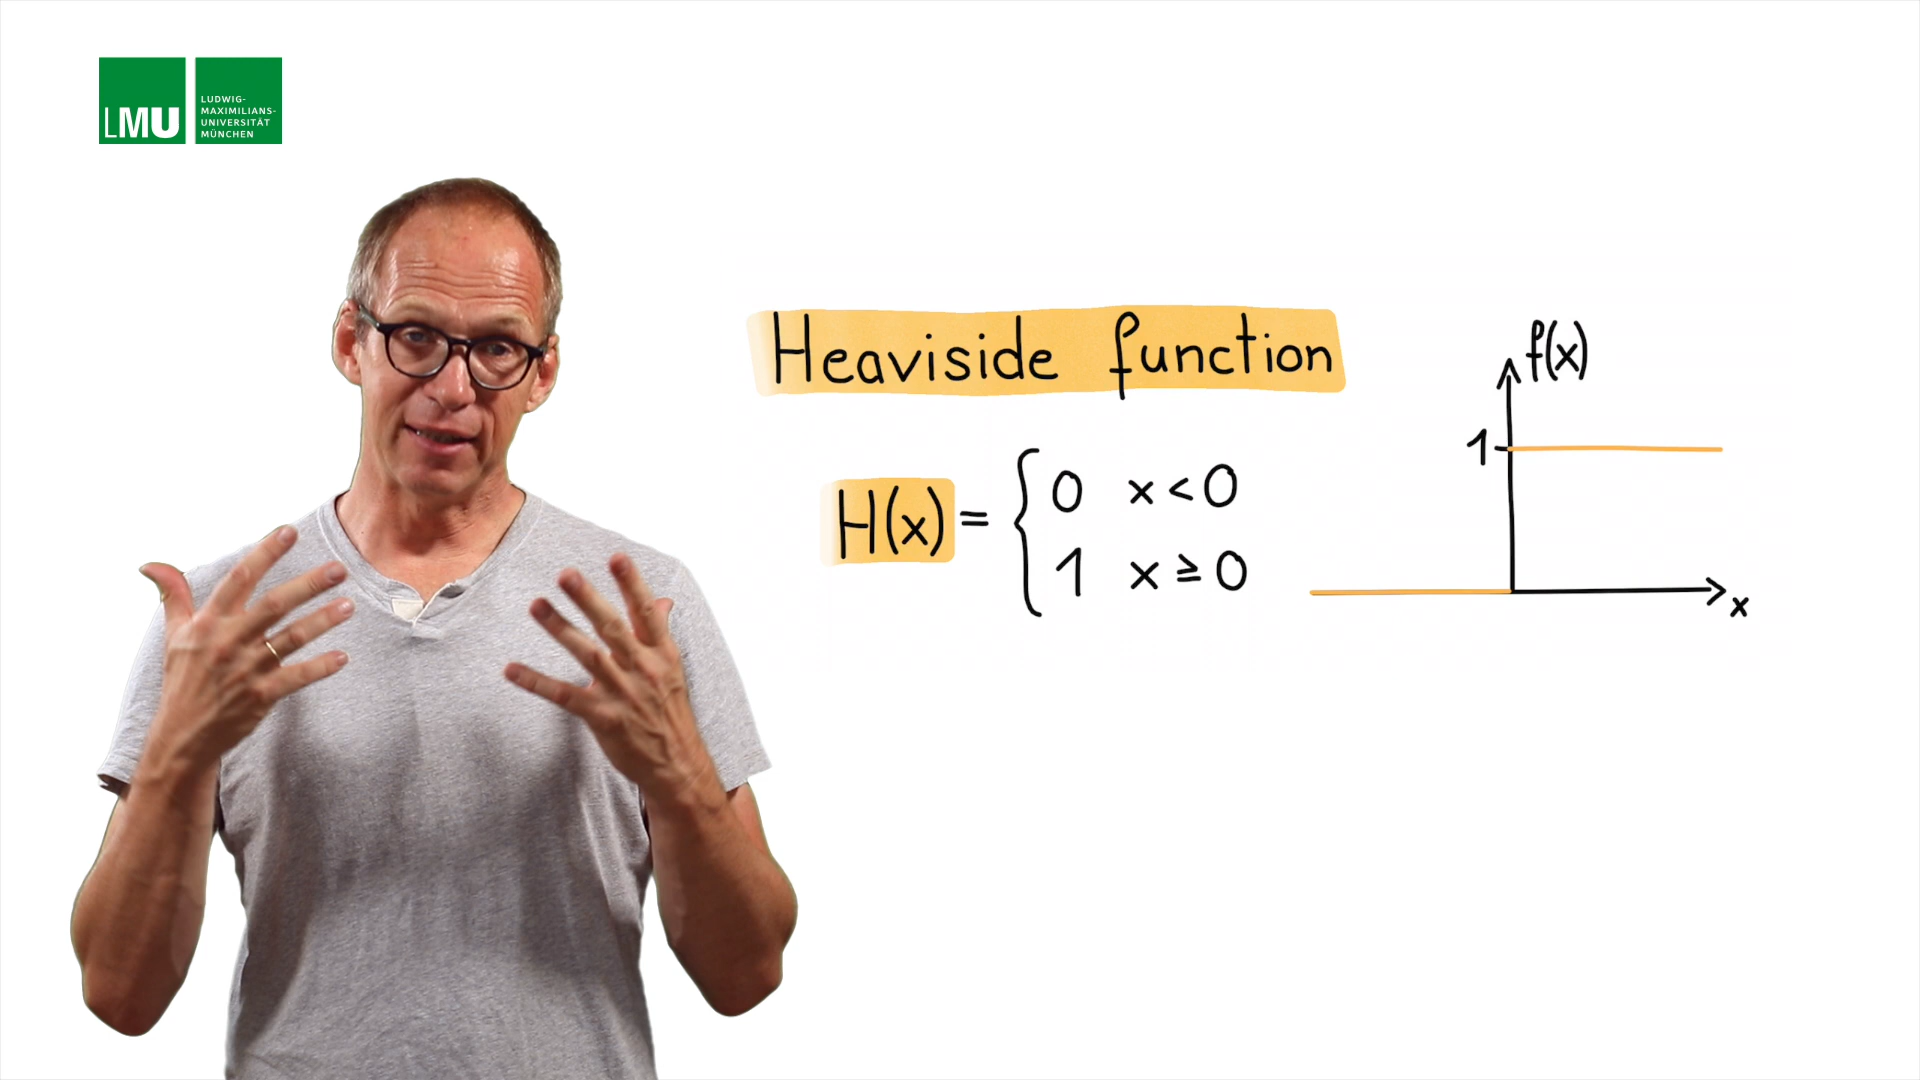 LMU
LUDWIG-
MAXIMILIANS-
UNIVERSITÄT
MÜNCHEN
Heaviside function
H(x) = { 0 x < 0
1 x ≥ 0
f(x)
1
x